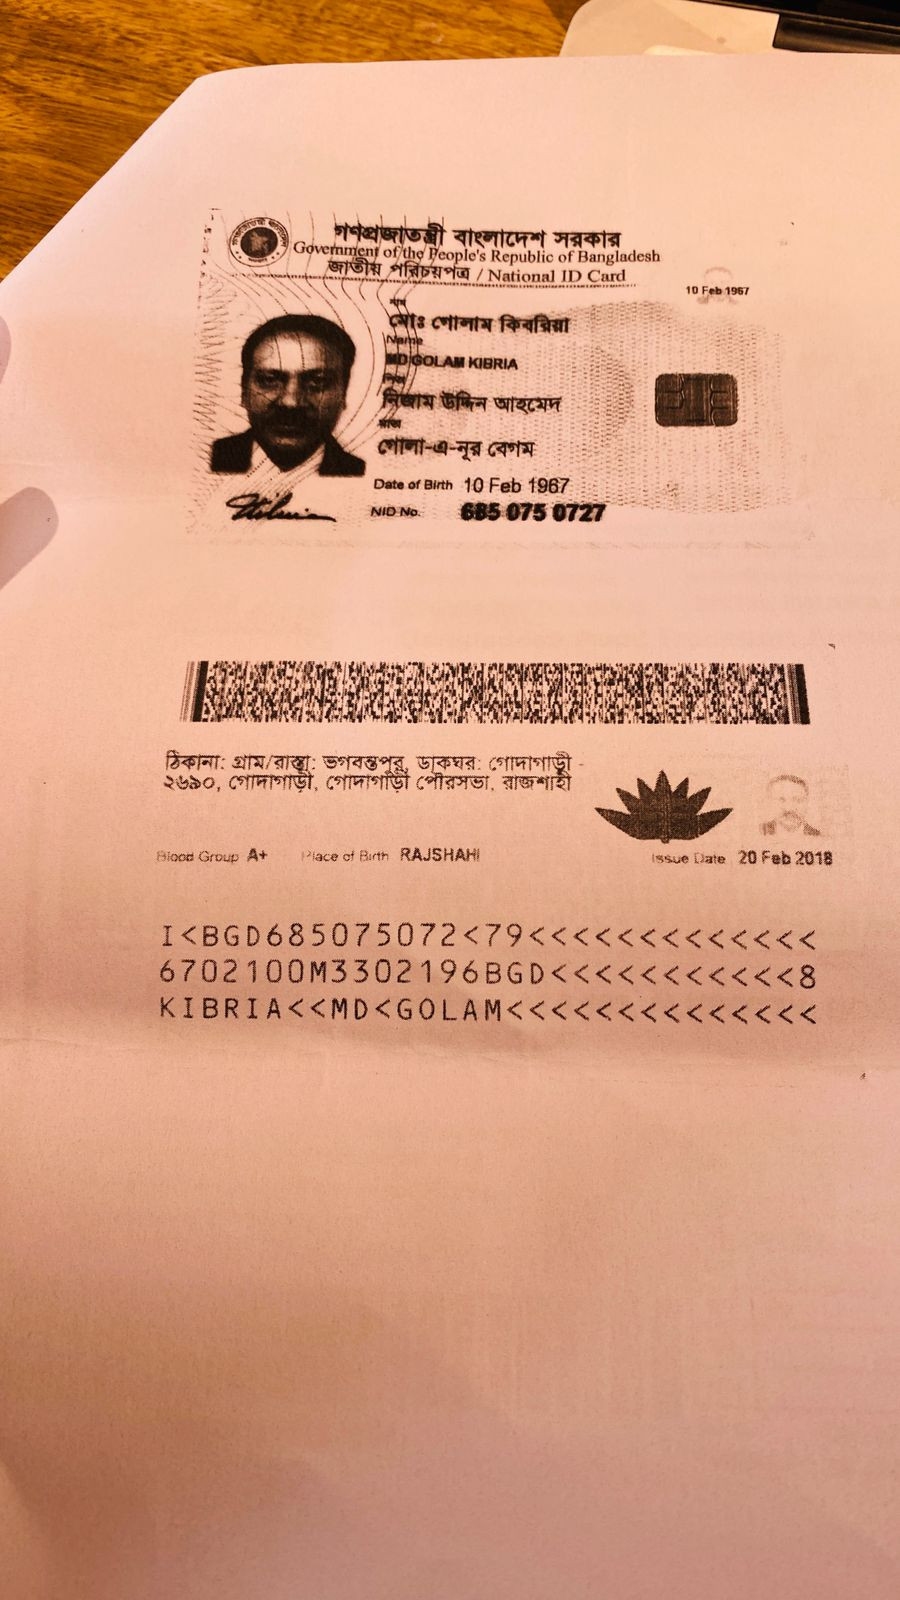 গণপ্রজাতন্ত্রী বাংলাদেশ সরকার
Government of the People's Republic of Bangladesh
জাতীয় পরিচয়পত্র / National ID Card
10 Feb 1967
নাম
মোঃ গোলাম কিবরিয়া
Name
MD GOLAM KIBRIA
পিতা
নিজাম উদ্দিন আহমেদ
মাতা
গোলা-এ-নূর বেগম
Date of Birth 10 Feb 1967
NID No. 685 075 0727
ঠিকানা: গ্রাম/রাস্তা: ভগবন্তপুর, ডাকঘর: গোদাগাড়ী -
২৬৯০, গোদাগাড়ী, গোদাগাড়ী পৌরসভা, রাজশাহী
Blood Group A+ Place of Birth RAJSHAHI Issue Date 20 Feb 2018
I<BGD685075072<79<<<<<<<<<<<<<
6702100M3302196BGD<<<<<<<<<<<8
KIBRIA<<MD<GOLAM<<<<<<<<<<<<<<